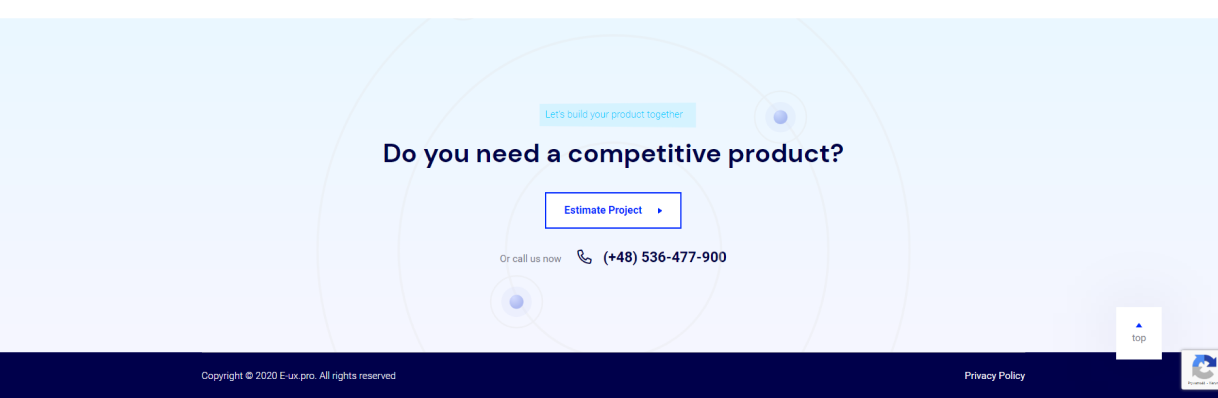 Let's build your product together
Do you need a competitive product?
Estimate Project
Or call us now (+48) 536-477-900
top
Copyright © 2020 E-ux.pro. All rights reserved
Privacy Policy